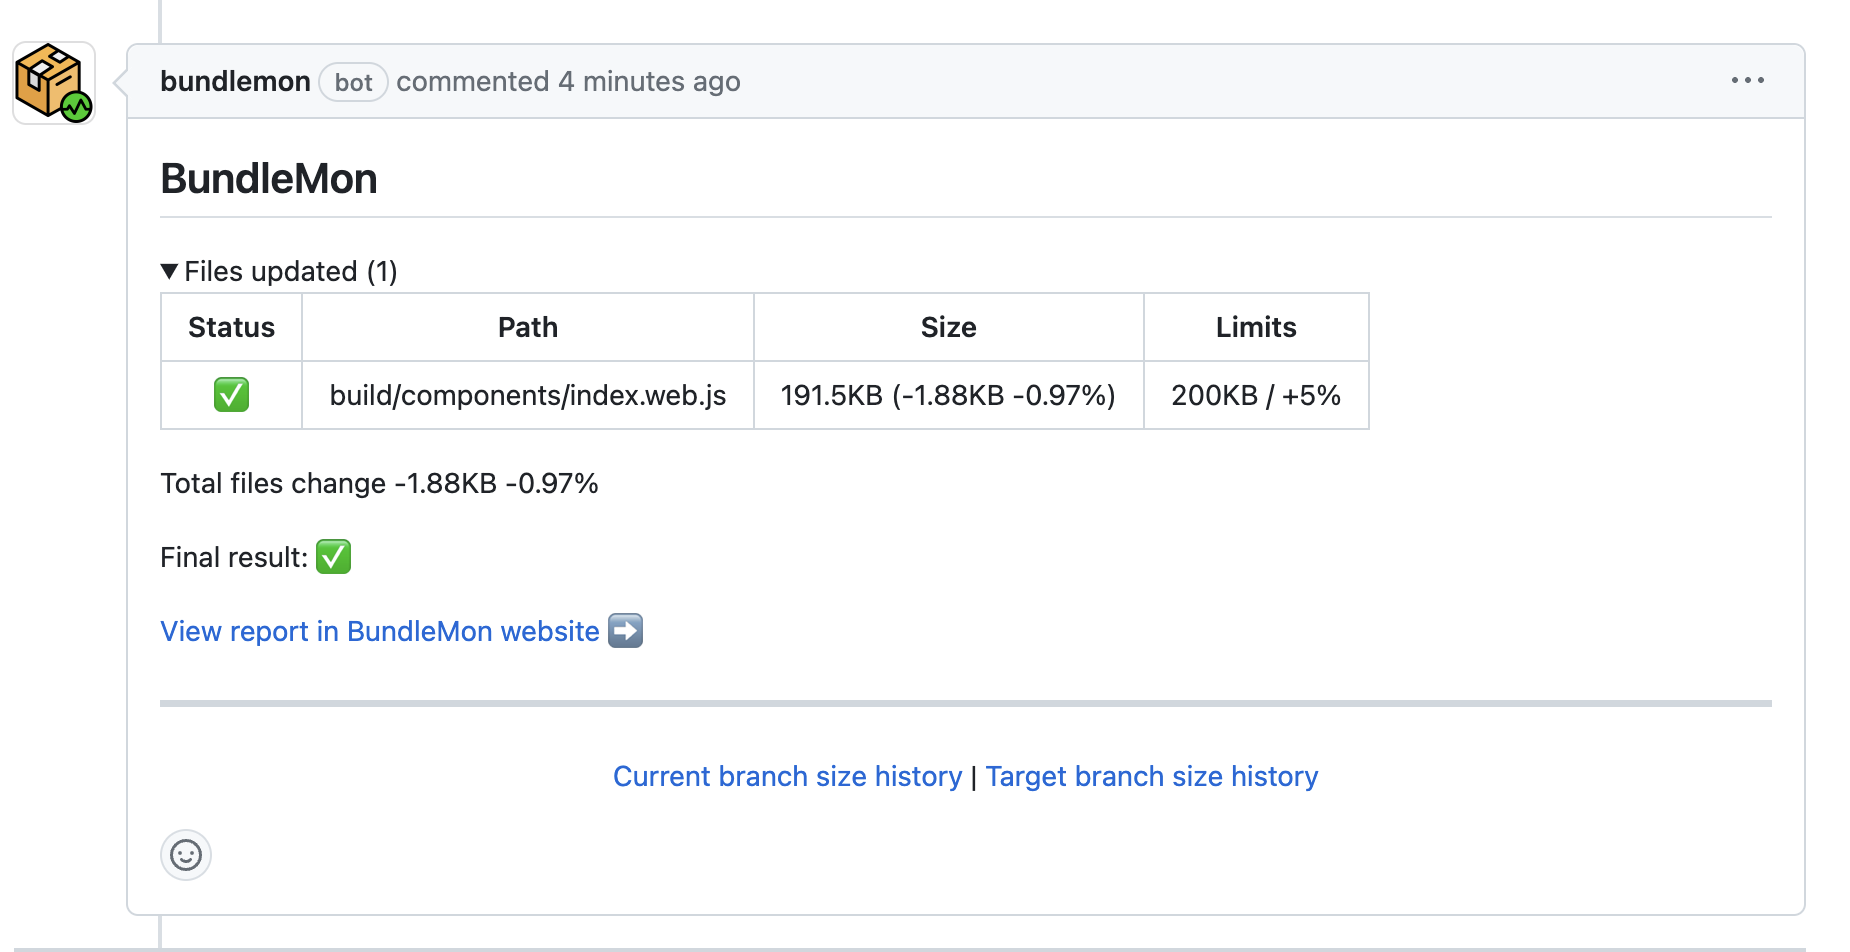 bundlemon bot commented 4 minutes ago
BundleMon
Files updated (1)
Status Path Size Limits
✅ build/components/index.web.js 191.5KB (-1.88KB -0.97%) 200KB / +5%
Total files change -1.88KB -0.97%
Final result: ✅
View report in BundleMon website ➡️
Current branch size history | Target branch size history